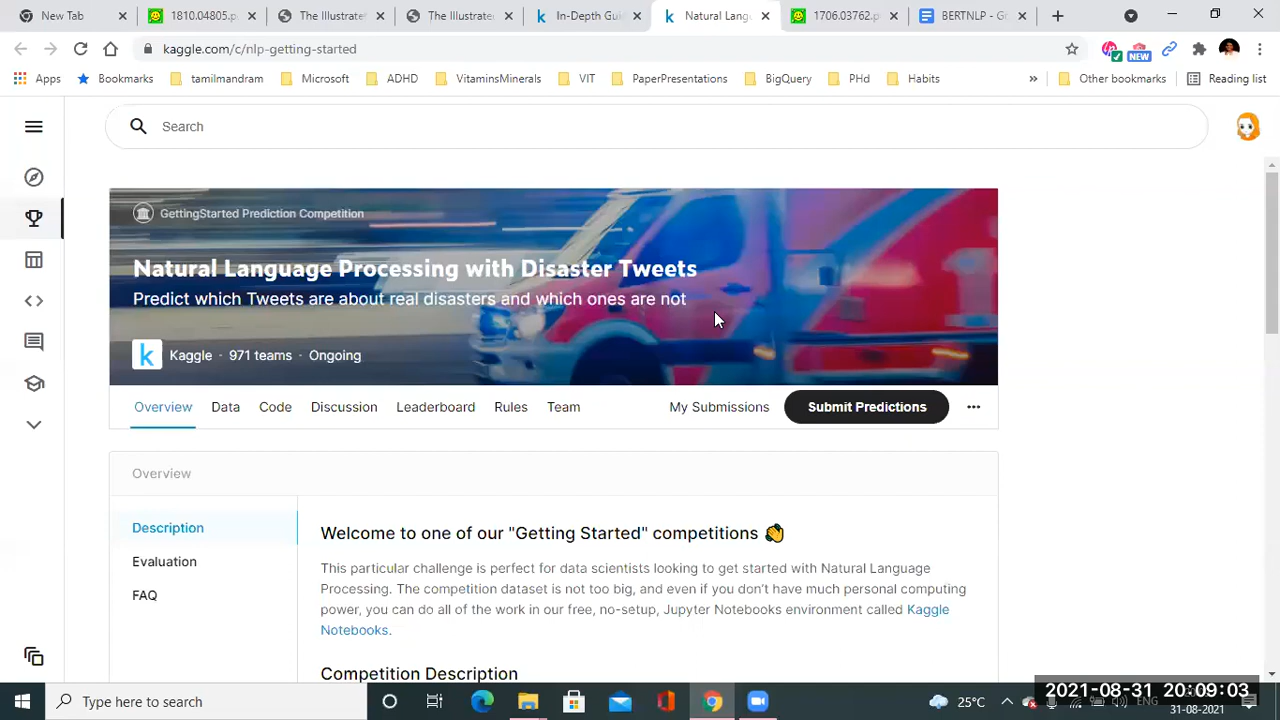 New Tab
1810.0480
The Illustrate
The Illustrate
In-Depth Gui
Natural Lang
1706.03762.p
BERTNLP - G
kaggle.com/c/nlp-getting-started
NEW
Apps
Bookmarks
tamilmandram
Microsoft
ADHD
VitaminsMinerals
VIT
PaperPresentations
BigQuery
PHd
Habits
»
Other bookmarks
Reading list
Search
GettingStarted Prediction Competition
Natural Language Processing with Disaster Tweets
Predict which Tweets are about real disasters and which ones are not
k
Kaggle · 971 teams · Ongoing
Overview Data Code Discussion Leaderboard Rules Team My Submissions Submit Predictions
Overview
Description
Evaluation
FAQ
Welcome to one of our "Getting Started" competitions 👏
This particular challenge is perfect for data scientists looking to get started with Natural Language
Processing. The competition dataset is not too big, and even if you don't have much personal computing
power, you can do all of the work in our free, no-setup, Jupyter Notebooks environment called Kaggle
Notebooks.
Competition Description
Type here to search
25°C
ENG
2021-08-31 20:09:03
31-08-2021